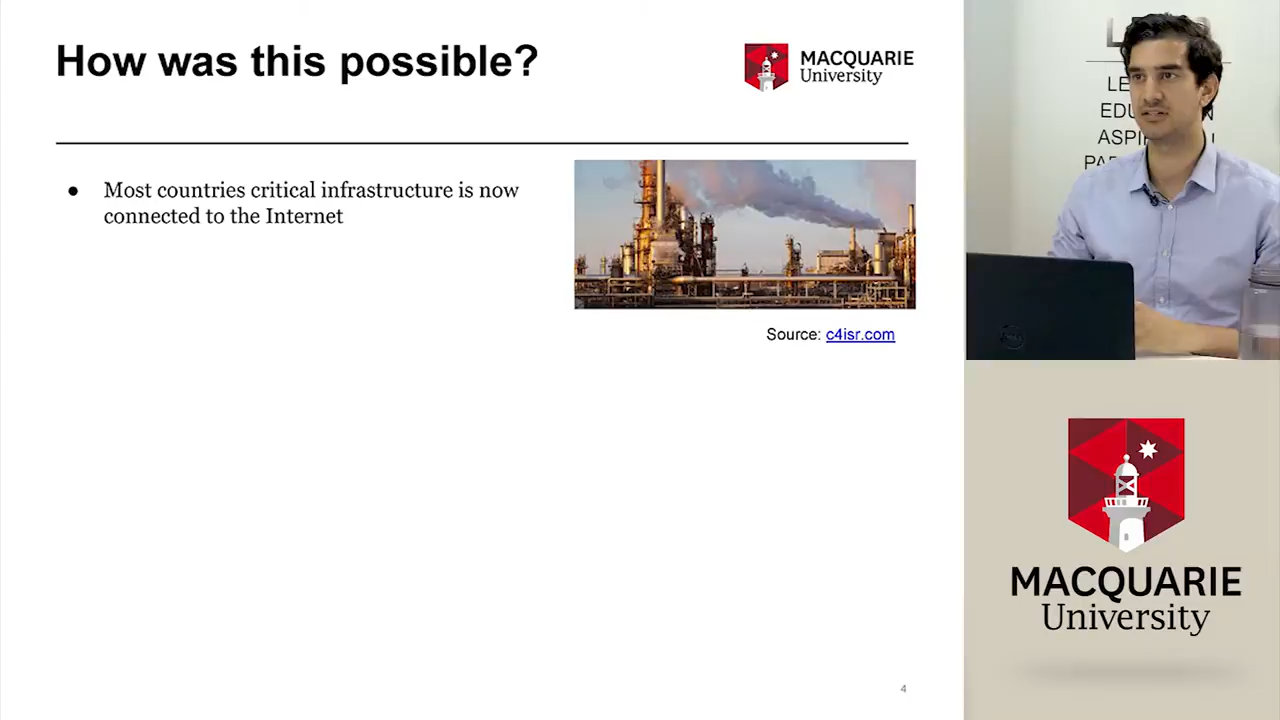 How was this possible?
MACQUARIE
University
● Most countries critical infrastructure is now
connected to the Internet
Source: c4isr.com
4
MACQUARIE
University